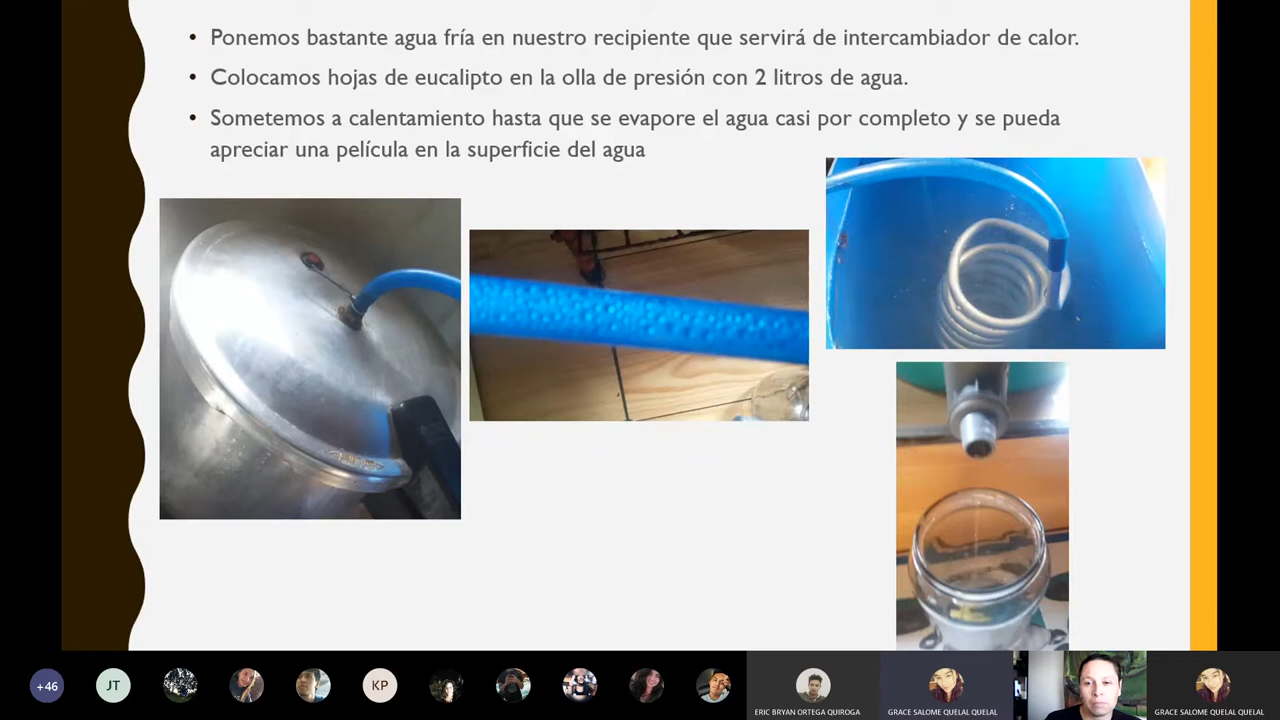 • Ponemos bastante agua fría en nuestro recipiente que servirá de intercambiador de calor.
• Colocamos hojas de eucalipto en la olla de presión con 2 litros de agua.
• Sometemos a calentamiento hasta que se evapore el agua casi por completo y se pueda
apreciar una película en la superficie del agua
+46
JT
KP
ERIC BRYAN ORTEGA QUIROGA
GRACE SALOME QUELAL QUELAL
GRACE SALOME QUELAL QUELAL